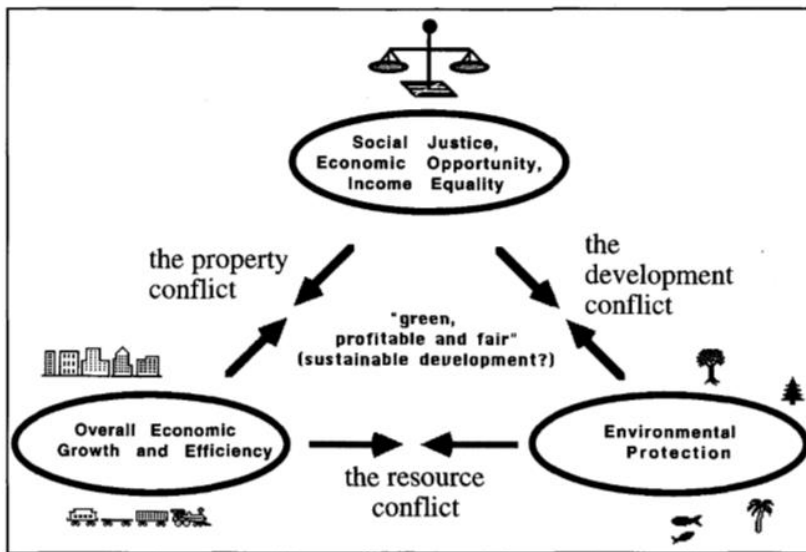 Social Justice,
Economic Opportunity,
Income Equality
the property
conflict
the
development
conflict
"green,
profitable and fair"
(sustainable development?)
Overall Economic
Growth and Efficiency
the resource
conflict
Environmental
Protection